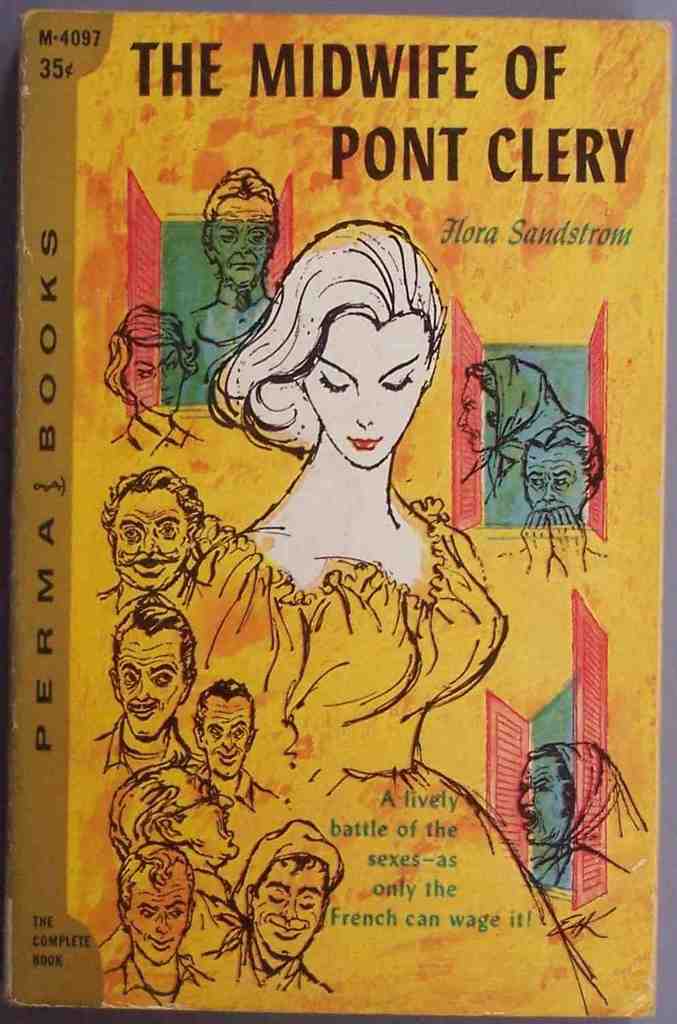 M-4097
35¢
THE MIDWIFE OF
PONT CLERY
Flora Sandstrom
PERMA BOOKS
A lively
battle of the
sexes—as
only the
French can wage it!
THE
COMPLETE
BOOK